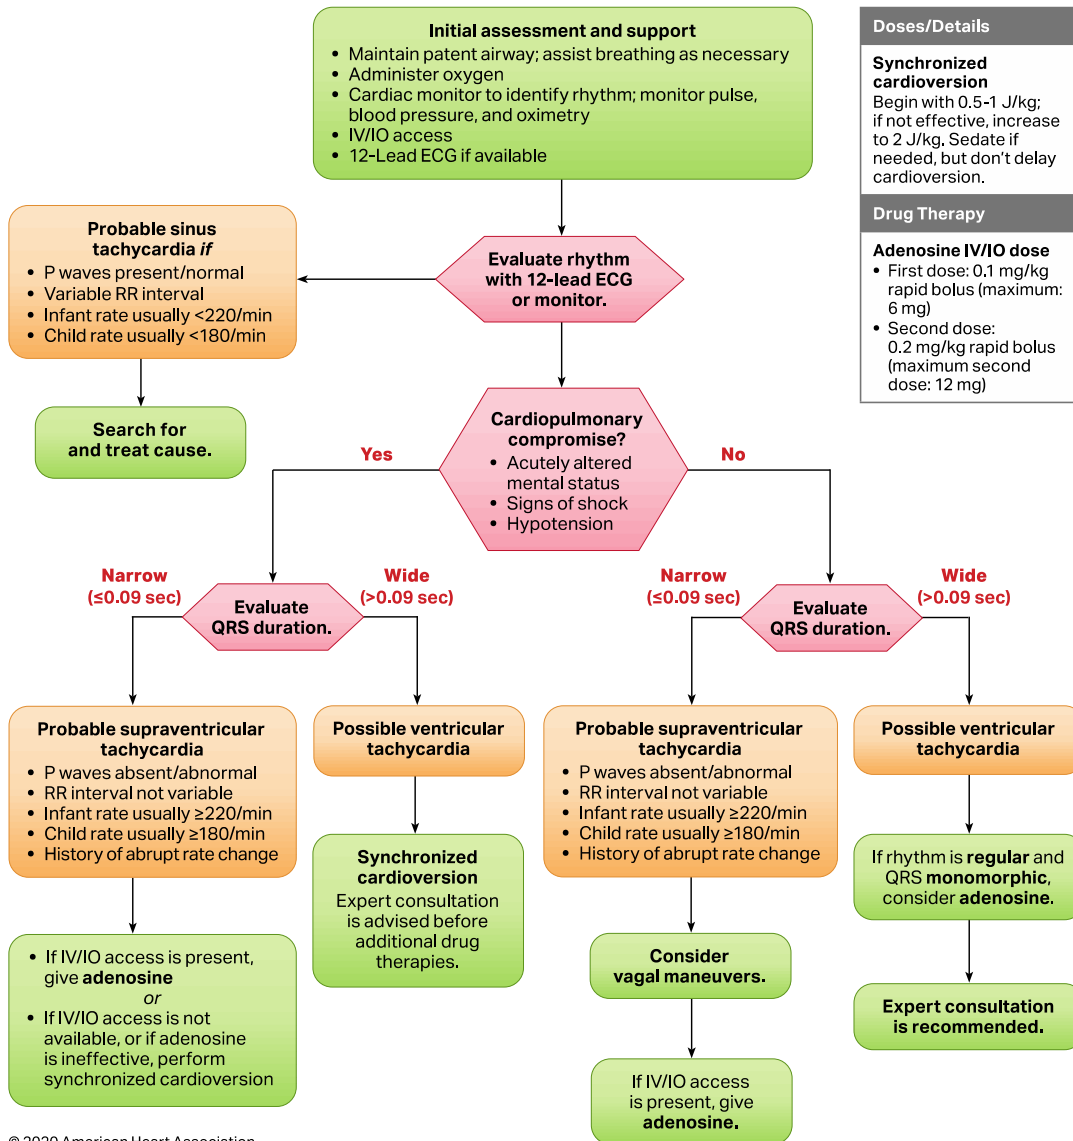 Initial assessment and support
• Maintain patent airway; assist breathing as necessary
• Administer oxygen
• Cardiac monitor to identify rhythm; monitor pulse,
blood pressure, and oximetry
• IV/IO access
• 12-Lead ECG if available
Doses/Details
Synchronized
cardioversion
Begin with 0.5-1 J/kg;
if not effective, increase
to 2 J/kg. Sedate if
needed, but don't delay
cardioversion.
Drug Therapy
Adenosine IV/IO dose
• First dose: 0.1 mg/kg
rapid bolus (maximum:
6 mg)
• Second dose:
0.2 mg/kg rapid bolus
(maximum second
dose: 12 mg)
Probable sinus
tachycardia if
• P waves present/normal
• Variable RR interval
• Infant rate usually <220/min
• Child rate usually <180/min
Evaluate rhythm
with 12-lead ECG
or monitor.
Search for
and treat cause.
Cardiopulmonary
compromise?
• Acutely altered
mental status
• Signs of shock
• Hypotension
Yes
No
Narrow
(≤0.09 sec)
Evaluate
QRS duration.
Wide
(>0.09 sec)
Narrow
(≤0.09 sec)
Evaluate
QRS duration.
Wide
(>0.09 sec)
Probable supraventricular
tachycardia
• P waves absent/abnormal
• RR interval not variable
• Infant rate usually ≥220/min
• Child rate usually ≥180/min
• History of abrupt rate change
Possible ventricular
tachycardia
Probable supraventricular
tachycardia
• P waves absent/abnormal
• RR interval not variable
• Infant rate usually ≥220/min
• Child rate usually ≥180/min
• History of abrupt rate change
Possible ventricular
tachycardia
Synchronized
cardioversion
Expert consultation
is advised before
additional drug
therapies.
If rhythm is regular and
QRS monomorphic,
consider adenosine.
• If IV/IO access is present,
give adenosine
or
• If IV/IO access is not
available, or if adenosine
is ineffective, perform
synchronized cardioversion
Consider
vagal maneuvers.
Expert consultation
is recommended.
If IV/IO access
is present, give
adenosine.
© 2020 American Heart Association